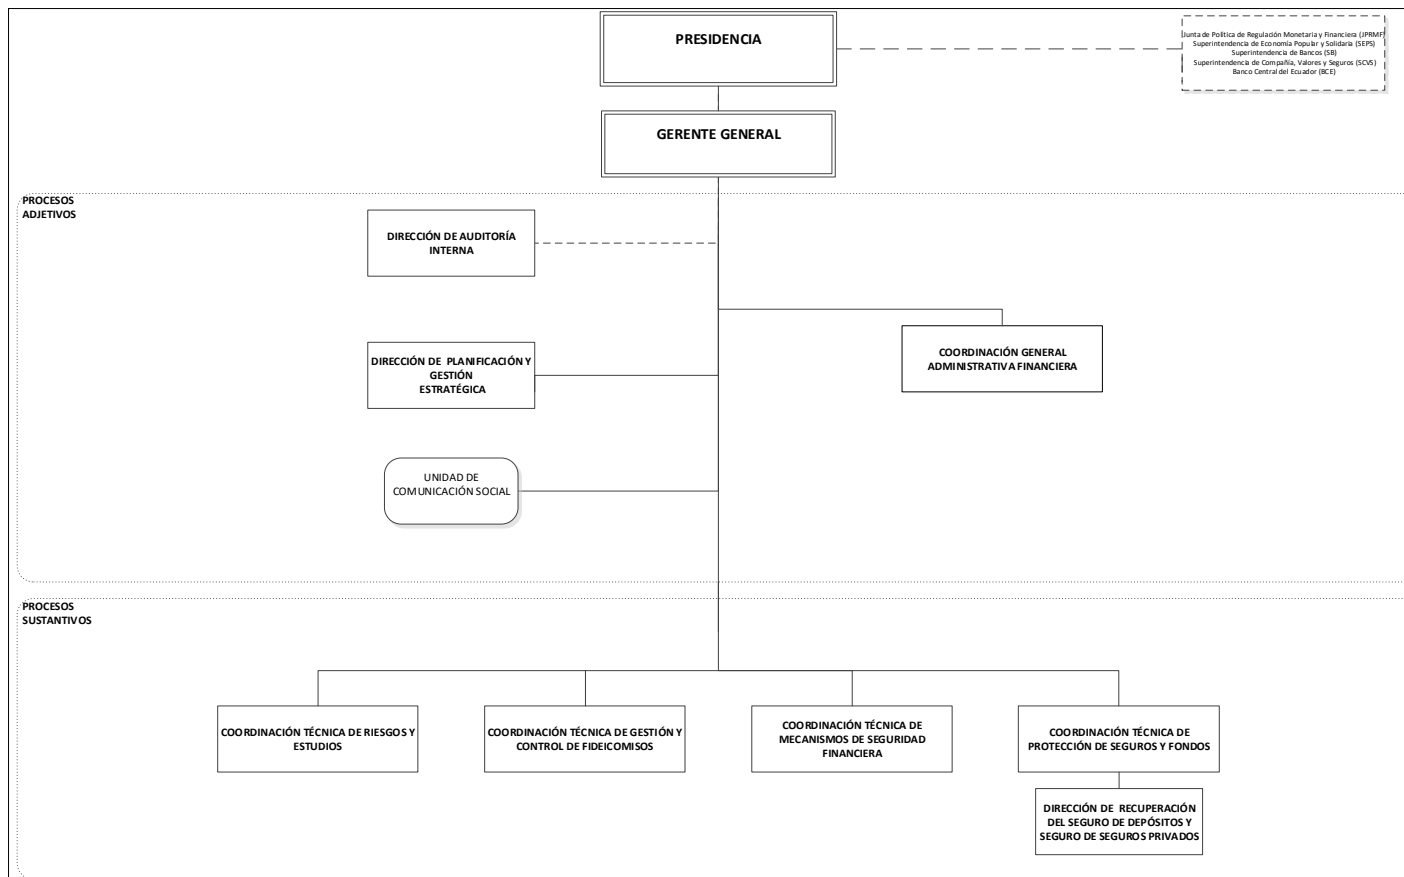 PRESIDENCIA
Junta de Política de Regulación Monetaria y Financiera (JPRMF)
Superintendencia de Economía Popular y Solidaria (SEPS)
Superintendencia de Bancos (SB)
Superintendencia de Compañía, Valores y Seguros (SCVS)
Banco Central del Ecuador (BCE)
GERENTE GENERAL
PROCESOS
ADJETIVOS
DIRECCIÓN DE AUDITORÍA
INTERNA
COORDINACIÓN GENERAL
ADMINISTRATIVA FINANCIERA
DIRECCIÓN DE PLANIFICACIÓN Y
GESTIÓN
ESTRATÉGICA
UNIDAD DE
COMUNICACIÓN SOCIAL
PROCESOS
SUSTANTIVOS
COORDINACIÓN TÉCNICA DE RIESGOS Y
ESTUDIOS
COORDINACIÓN TÉCNICA DE GESTIÓN Y
CONTROL DE FIDEICOMISOS
COORDINACIÓN TÉCNICA DE
MECANISMOS DE SEGURIDAD
FINANCIERA
COORDINACIÓN TÉCNICA DE
PROTECCIÓN DE SEGUROS Y FONDOS
DIRECCIÓN DE RECUPERACIÓN
DEL SEGURO DE DEPÓSITOS Y
SEGURO DE SEGUROS PRIVADOS